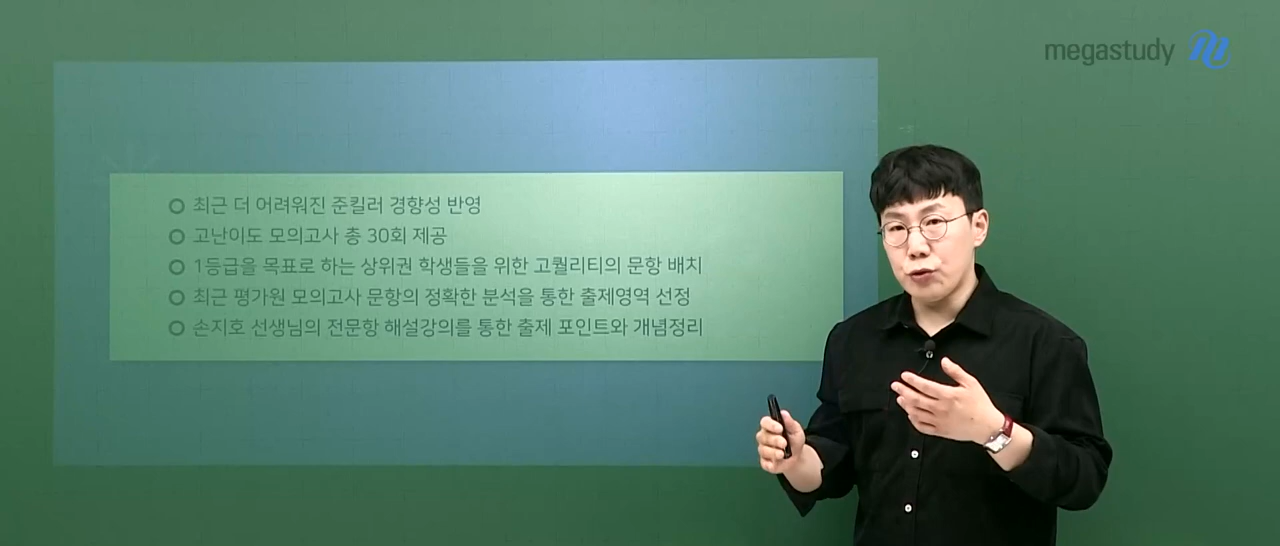 megastudy
최근 더 어려워진 준킬러 경향성 반영
고난이도 모의고사 총 30회 제공
1등급을 목표로 하는 상위권 학생들을 위한 고퀄리티의 문항 배치
최근 평가원 모의고사 문항의 정확한 분석을 통한 출제영역 선정
손지호 선생님의 전문항 해설강의를 통한 출제 포인트와 개념정리